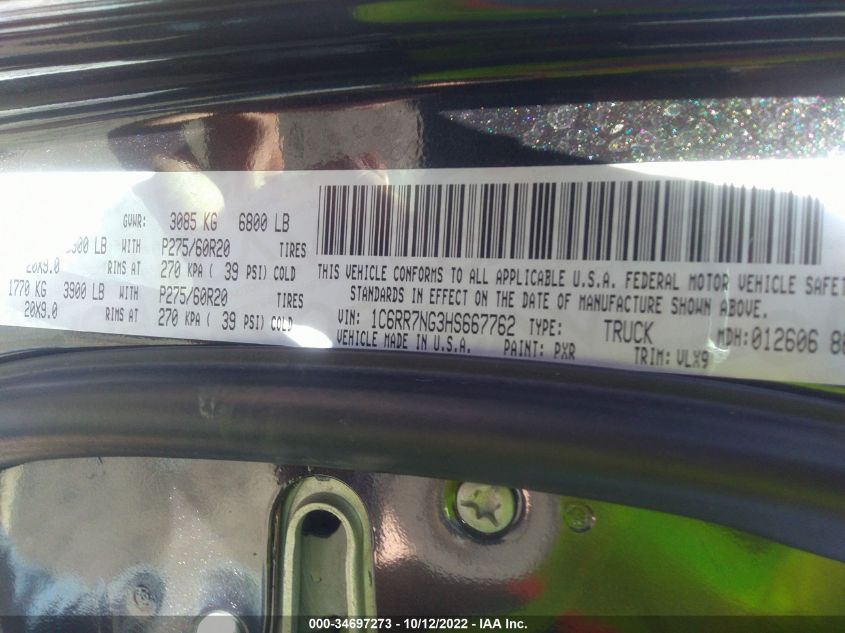 GVWR: 3085 KG 6800 LB
LB WITH P275/60R20 TIRES
20X9.0 RIMS AT 270 KPA ( 39 PSI) COLD
1770 KG 3900 LB WITH P275/60R20 TIRES
20X9.0 RIMS AT 270 KPA ( 39 PSI) COLD
THIS VEHICLE CONFORMS TO ALL APPLICABLE U.S.A. FEDERAL MOTOR VEHICLE SAFET
STANDARDS IN EFFECT ON THE DATE OF MANUFACTURE SHOWN ABOVE.
VIN: 1C6RR7NG3HS667762 TYPE: TRUCK MDH:012606
VEHICLE MADE IN U.S.A. PAINT: PXR TRIM: VLX9
000-34697273 - 10/12/2022 - IAA Inc.